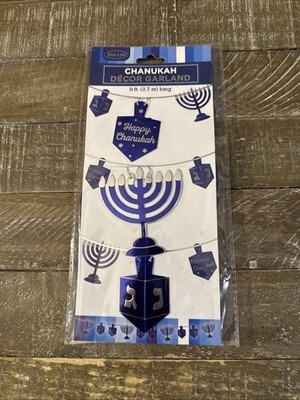 CHANUKAH
DÉCOR GARLAND
9 ft. (2.7 m) long
Happy
Chanukah
נ ג